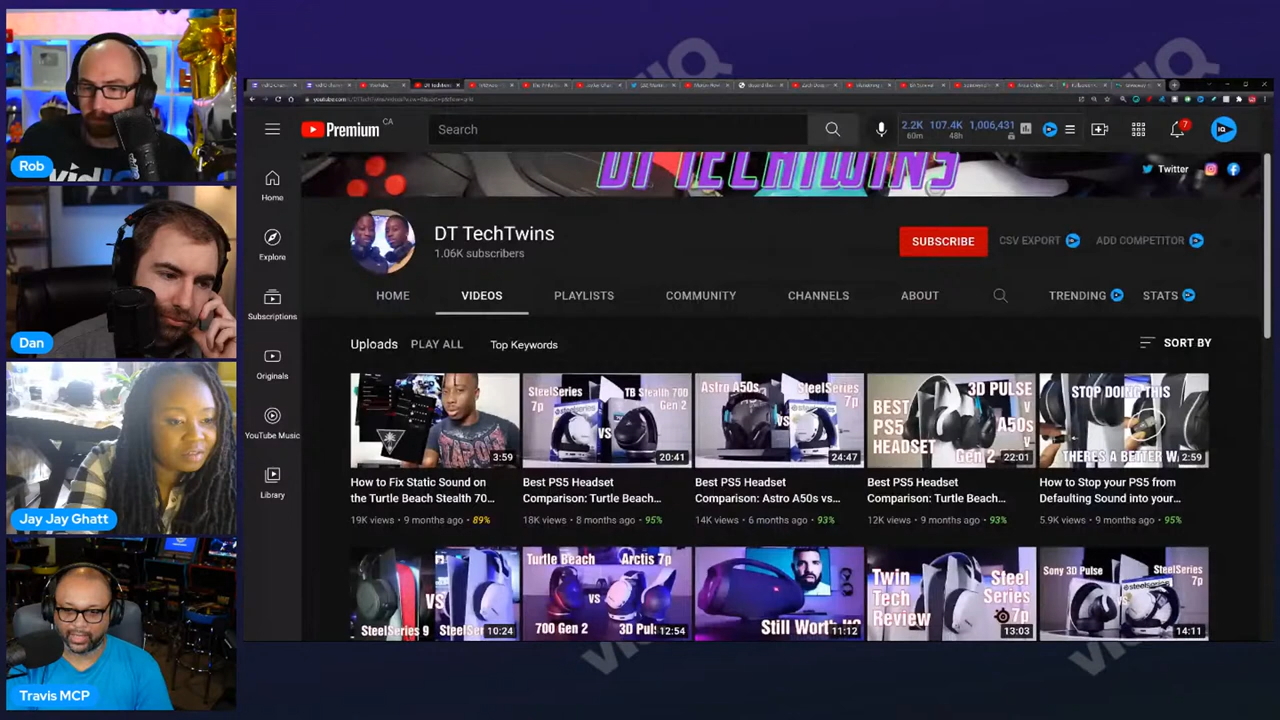 Rob
Dan
Jay Jay Ghatt
Travis MCP
vidIQ
Premium CA
Search
2.2K 107.4K 1,006,431
60m 48h
7
DT TECHTWINS
Twitter
Home
Explore
Subscriptions
Originals
YouTube Music
Library
DT TechTwins
1.06K subscribers
SUBSCRIBE
CSV EXPORT
ADD COMPETITOR
HOME VIDEOS PLAYLISTS COMMUNITY CHANNELS ABOUT TRENDING STATS
Uploads PLAY ALL Top Keywords SORT BY
3:59
How to Fix Static Sound on
the Turtle Beach Stealth 70...
19K views • 9 months ago • 89%
SteelSeries
7p
VS
TB Stealth 700
Gen 2
20:41
Best PS5 Headset
Comparison: Turtle Beach...
18K views • 8 months ago • 95%
Astro A50s
VS
SteelSeries
7p
24:47
Best PS5 Headset
Comparison: Astro A50s vs...
14K views • 6 months ago • 93%
BEST
PS5
HEADSET
3D PULSE
v
A50s
v
Gen 2
22:01
Best PS5 Headset
Comparison: Turtle Beach...
12K views • 9 months ago • 93%
STOP DOING THIS
THERES A BETTER W
2:59
How to Stop your PS5 from
Defaulting Sound into your...
5.9K views • 9 months ago • 95%
VS
SteelSeries 9
SteelSer
10:24
Turtle Beach
Arctis 7p
VS
700 Gen 2
3D Puls
12:54
Still Worth It?
11:12
Twin
Tech
Review
Steel
Series
7p
13:03
Sony 3D Pulse
VS
SteelSeries
7p
14:11